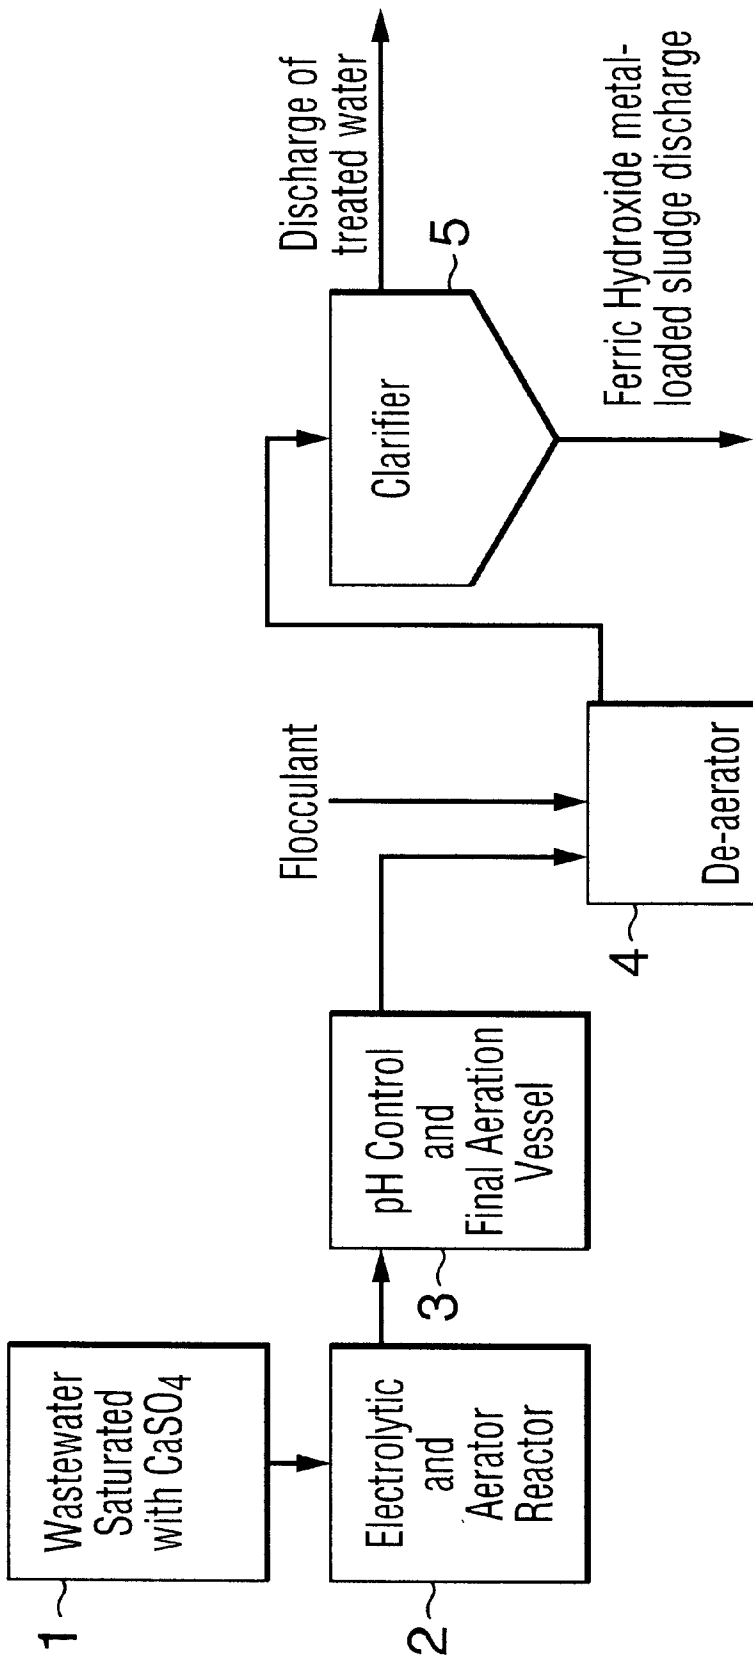 1
Wastewater
Saturated
with CaSO4
2
Electrolytic
and
Aerator
Reactor
3
pH Control
and
Final Aeration
Vessel
Flocculant
4
De-aerator
Clarifier
5
Discharge of
treated water
Ferric Hydroxide metal-
loaded sludge discharge